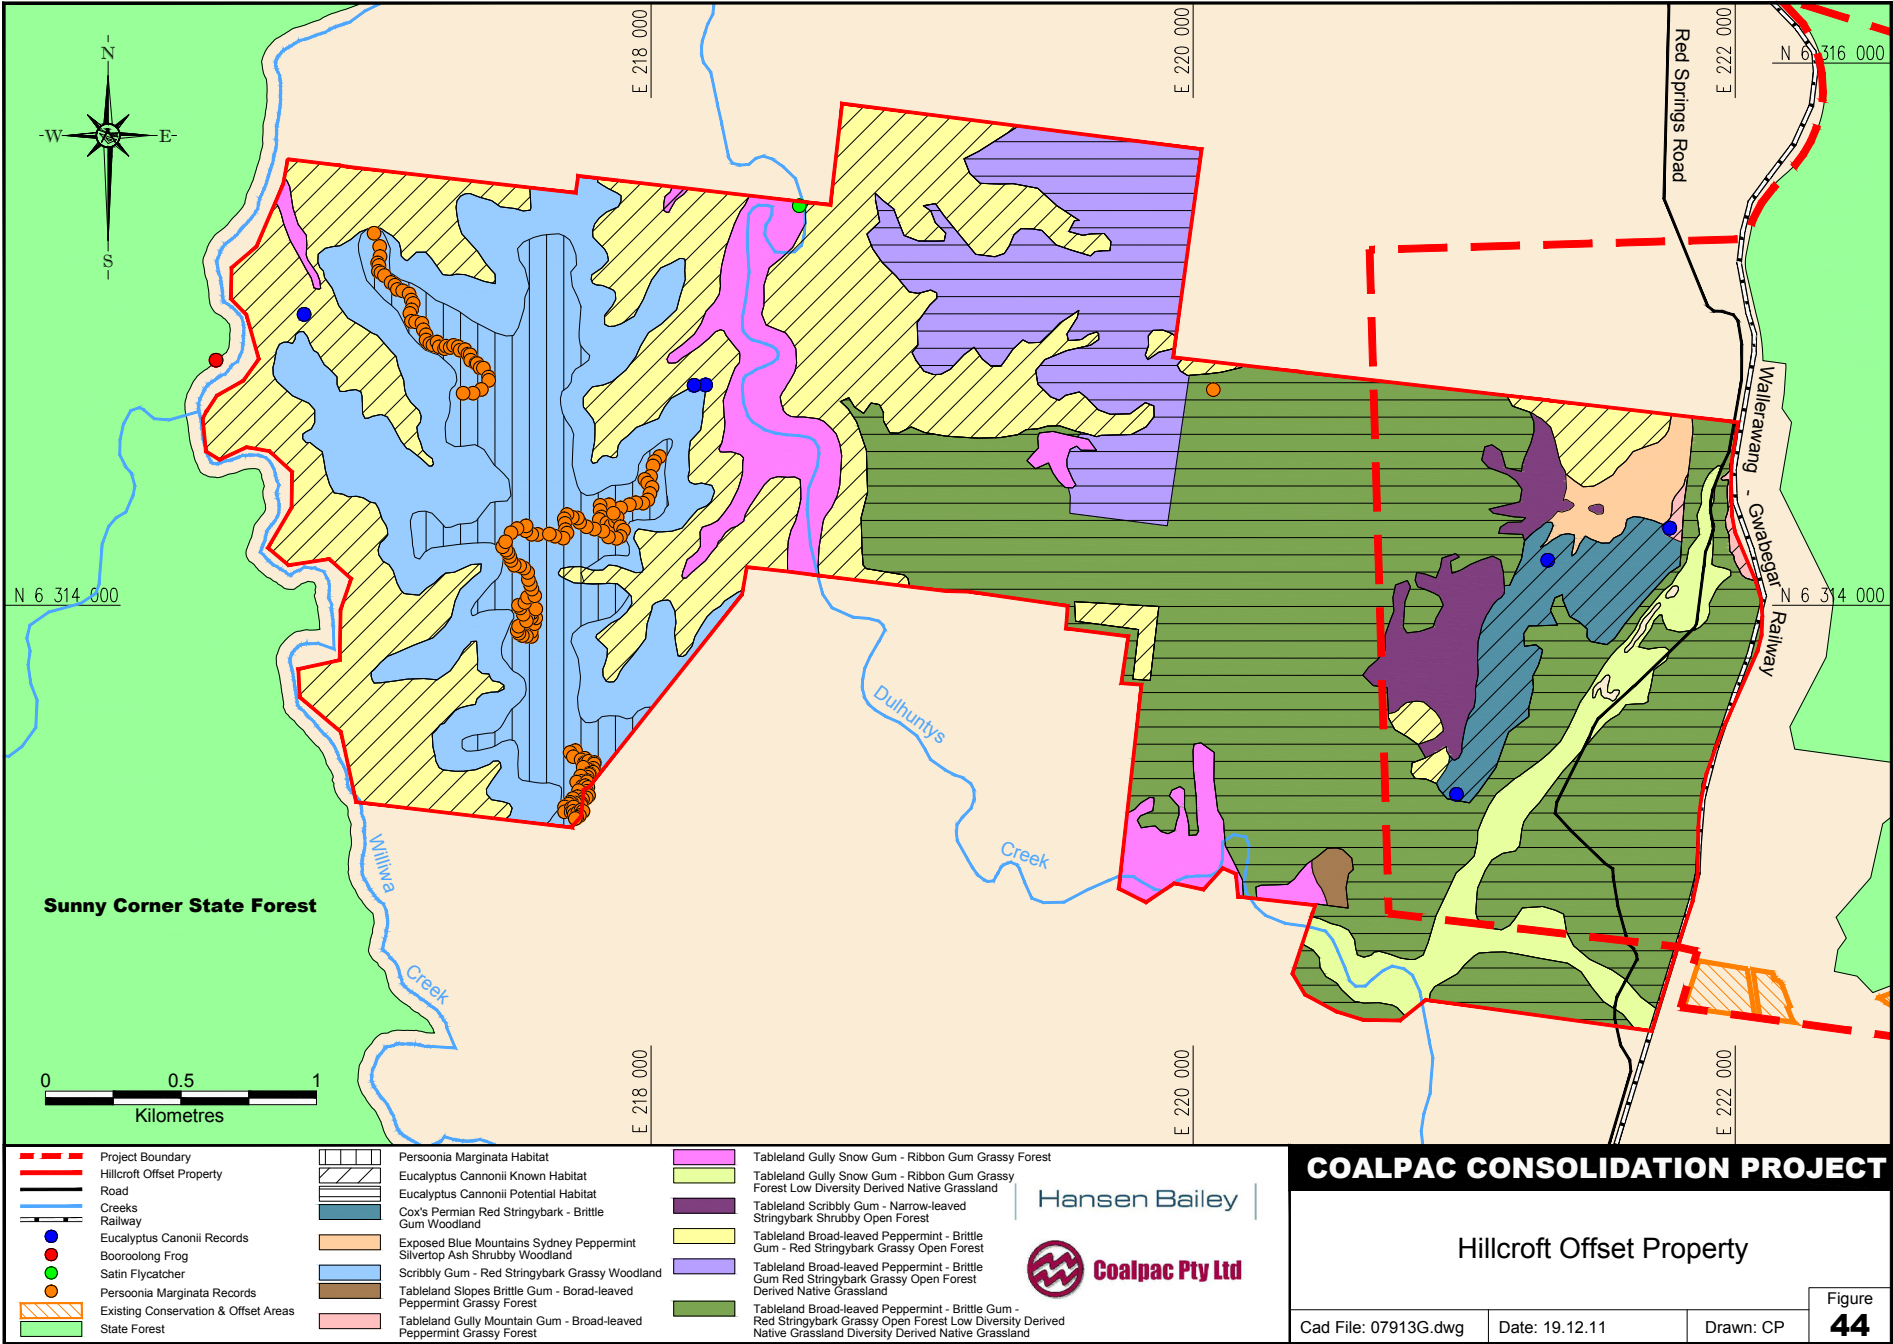 N
W
E
S
E 218 000
E 220 000
E 222 000
N 6 316 000
Red Springs Road
Wallerawang - Gwabegar Railway
N 6 314 000
N 6 314 000
Dulhuntys
Creek
Williwa
Creek
Sunny Corner State Forest
E 218 000
E 220 000
E 222 000
0 0.5 1
Kilometres
Project Boundary
Hillcroft Offset Property
Road
Creeks
Railway
Eucalyptus Canonii Records
Booroolong Frog
Satin Flycatcher
Persoonia Marginata Records
Existing Conservation & Offset Areas
State Forest
Persoonia Marginata Habitat
Eucalyptus Cannonii Known Habitat
Eucalyptus Cannonii Potential Habitat
Cox's Permian Red Stringybark - Brittle
Gum Woodland
Exposed Blue Mountains Sydney Peppermint
Silvertop Ash Shrubby Woodland
Scribbly Gum - Red Stringybark Grassy Woodland
Tableland Slopes Brittle Gum - Borad-leaved
Peppermint Grassy Forest
Tableland Gully Mountain Gum - Broad-leaved
Peppermint Grassy Forest
Tableland Gully Snow Gum - Ribbon Gum Grassy Forest
Tableland Gully Snow Gum - Ribbon Gum Grassy
Forest Low Diversity Derived Native Grassland
Tableland Scribbly Gum - Narrow-leaved
Stringybark Shrubby Open Forest
Tableland Broad-leaved Peppermint - Brittle
Gum - Red Stringybark Grassy Open Forest
Tableland Broad-leaved Peppermint - Brittle
Gum Red Stringybark Grassy Open Forest
Derived Native Grassland
Tableland Broad-leaved Peppermint - Brittle Gum -
Red Stringybark Grassy Open Forest Low Diversity Derived
Native Grassland Diversity Derived Native Grassland
Hansen Bailey
Coalpac Pty Ltd
COALPAC CONSOLIDATION PROJECT
Hillcroft Offset Property
Cad File: 07913G.dwg
Date: 19.12.11
Drawn: CP
Figure
44